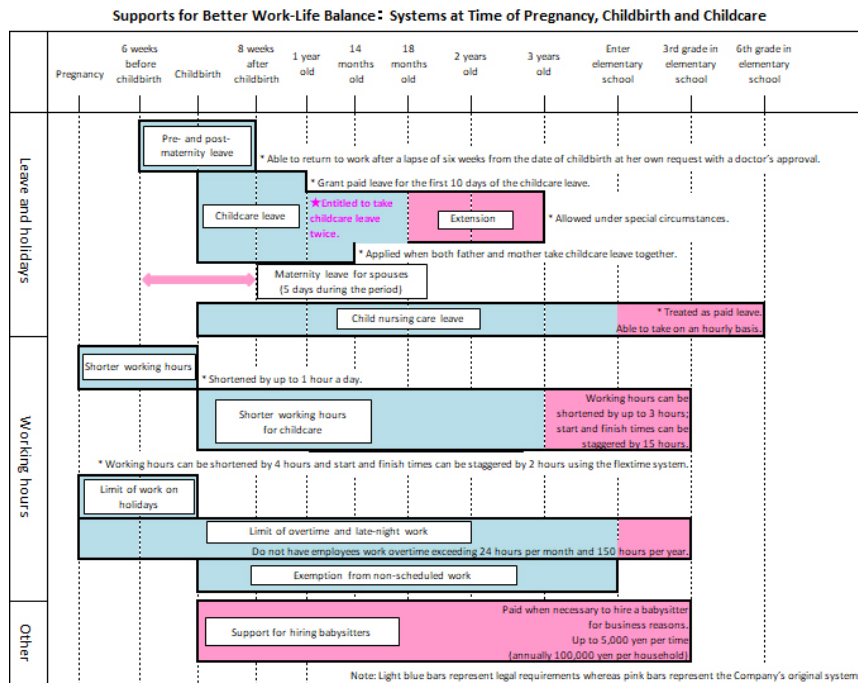 Supports for Better Work-Life Balance: Systems at Time of Pregnancy, Childbirth and Childcare
Pregnancy
6 weeks
before
childbirth
Childbirth
8 weeks
after
childbirth
1 year
old
14
months
old
18
months
old
2 years
old
3 years
old
Enter
elementary
school
3rd grade in
elementary
school
6th grade in
elementary
school
Leave and holidays
Pre- and post-
maternity leave
* Able to return to work after a lapse of six weeks from the date of childbirth at her own request with a doctor's approval.
* Grant paid leave for the first 10 days of the childcare leave.
Childcare leave
★Entitled to take
childcare leave
twice.
Extension
* Allowed under special circumstances.
* Applied when both father and mother take childcare leave together.
Maternity leave for spouses
(5 days during the period)
Child nursing care leave
* Treated as paid leave.
Able to take on an hourly basis.
Working hours
Shorter working hours
* Shortened by up to 1 hour a day.
Shorter working hours
for childcare
Working hours can be
shortened by up to 3 hours;
start and finish times can be
staggered by 15 hours.
* Working hours can be shortened by 4 hours and start and finish times can be staggered by 2 hours using the flextime system.
Limit of work on
holidays
Limit of overtime and late-night work
Do not have employees work overtime exceeding 24 hours per month and 150 hours per year.
Exemption from non-scheduled work
Other
Support for hiring babysitters
Paid when necessary to hire a babysitter
for business reasons.
Up to 5,000 yen per time
(annually 100,000 yen per household)
Note: Light blue bars represent legal requirements whereas pink bars represent the Company's original system